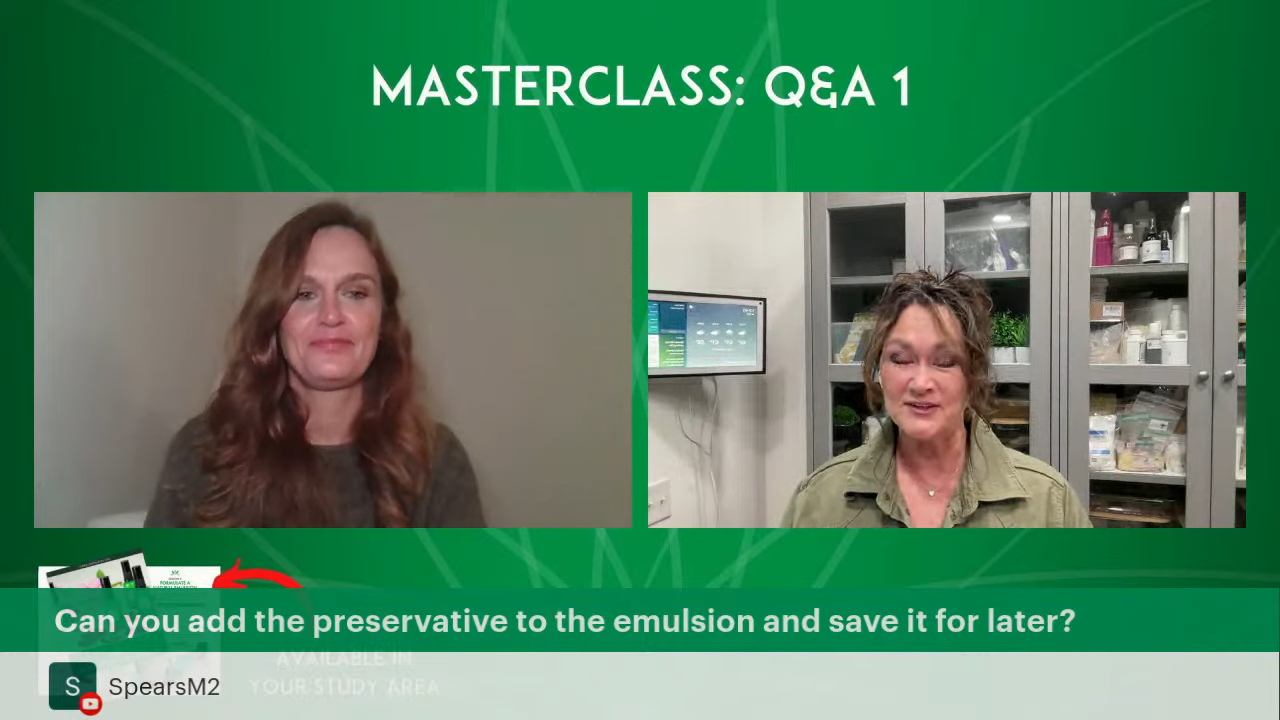 MASTERCLASS: Q&A 1
FORMULATE A
Can you add the preservative to the emulsion and save it for later?
AVAILABLE IN
S SpearsM2
YOUR STUDY AREA